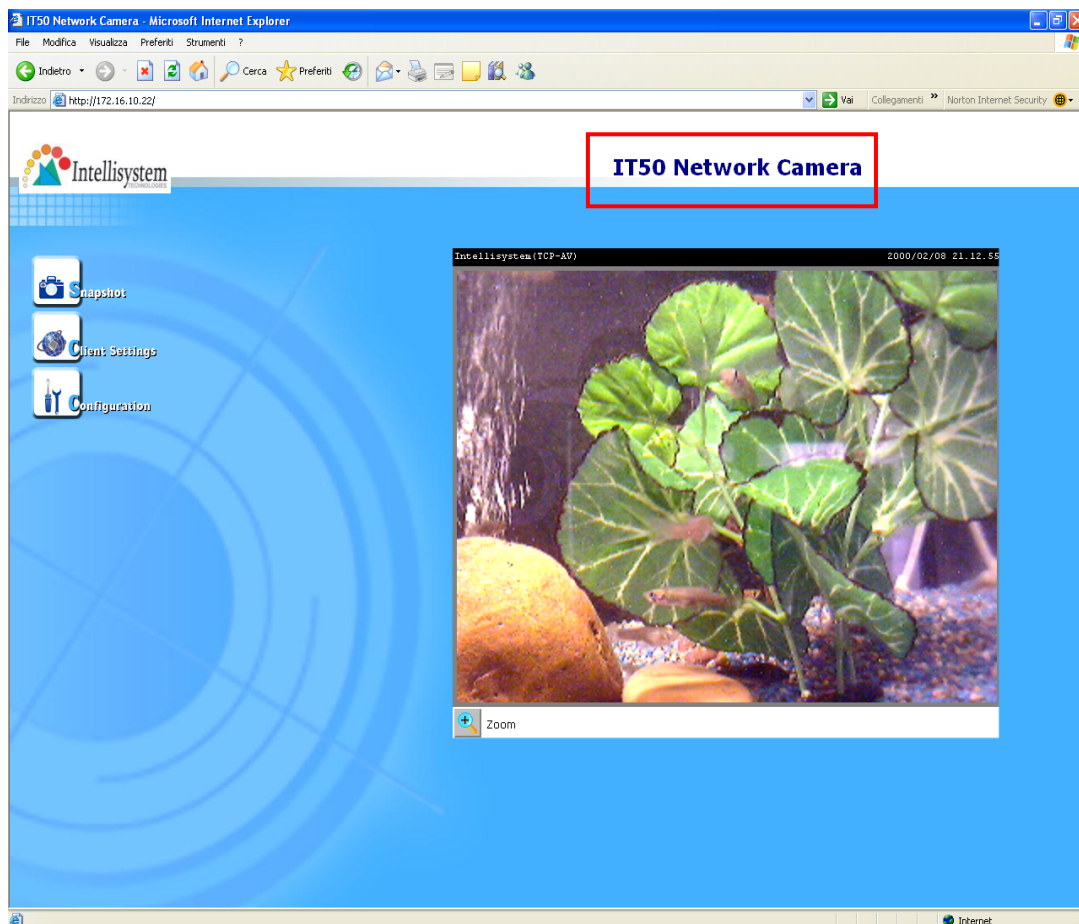 IT50 Network Camera - Microsoft Internet Explorer
File Modifica Visualizza Preferiti Strumenti ?
Indietro Cerca Preferiti
Indirizzo http://172.16.10.22/ Vai Collegamenti » Norton Internet Security
Intellisystem
TECHNOLOGIES
IT50 Network Camera
Intellisystem(TCP-AV) 2000/02/08 21.12.55
Snapshot
Client Settings
Configuration
Zoom
Internet